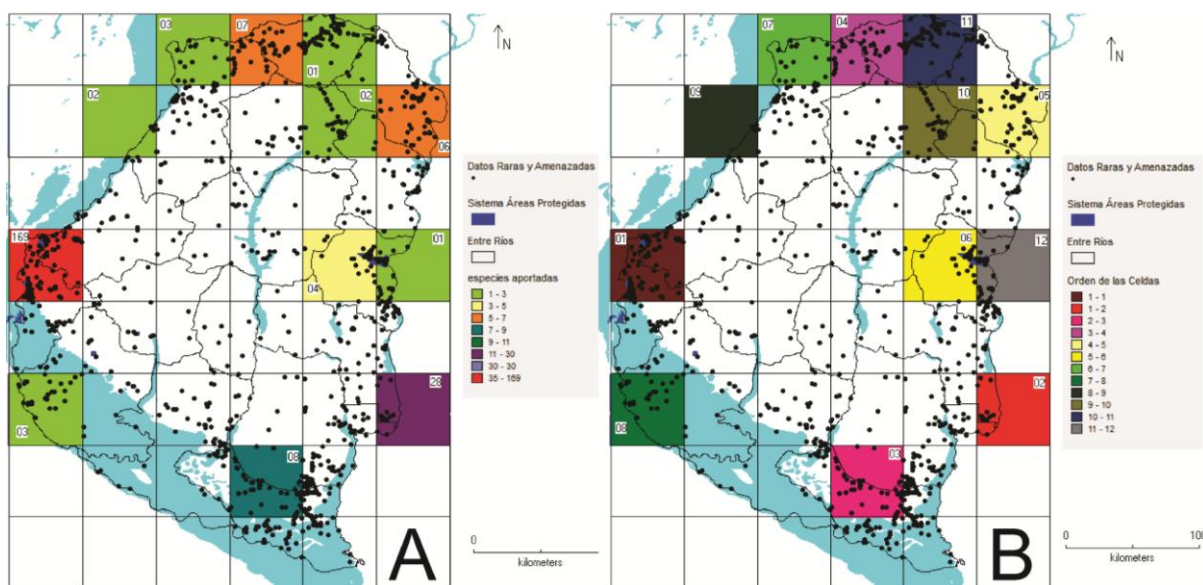 03
07
01
02
02
06
169
04
01
03
08
A
N
Datos Raras y Amenazadas
Sistema Áreas Protegidas
Entre Ríos
especies aportadas
1 - 3
3 - 5
5 - 7
7 - 9
9 - 11
11 - 30
30 - 30
35 - 169
0
kilometers
07
04
11
09
10
05
01
06
12
08
02
03
B
N
Datos Raras y Amenazadas
Sistema Áreas Protegidas
Entre Ríos
Orden de las Celdas
1 - 1
1 - 2
2 - 3
3 - 4
4 - 5
5 - 6
6 - 7
7 - 8
8 - 9
9 - 10
10 - 11
11 - 12
0
kilometers